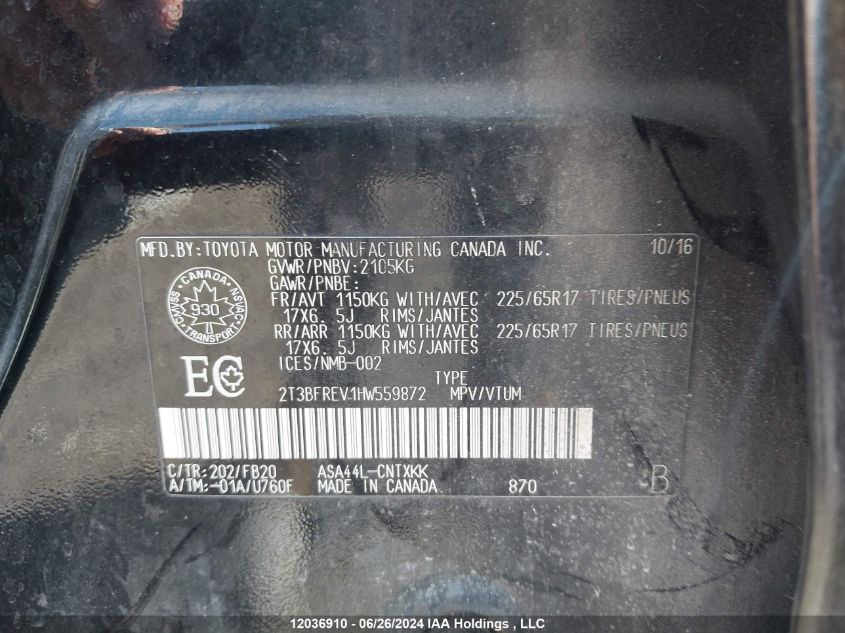 MFD.BY:TOYOTA MOTOR MANUFACTURING CANADA INC. 10/16
GVWR/PNBV:2105KG
GAWR/PNBE:
FR/AVT 1150KG WITH/AVEC 225/65R17 TIRES/PNEUS
17X6.5J RIMS/JANTES
RR/ARR 1150KG WITH/AVEC 225/65R17 TIRES/PNEUS
17X6.5J RIMS/JANTES
ICES/NMB-002
CANADA
CMVSS
NSVAC
930
TRANSPORT
EC
TYPE
2T3BFREV1HW559872 MPV/VTUM
C/TR:202/FB20 ASA44L-CNTXKK
A/TM:-01A/U760F MADE IN CANADA 870 B
12036910 - 06/26/2024 IAA Holdings , LLC